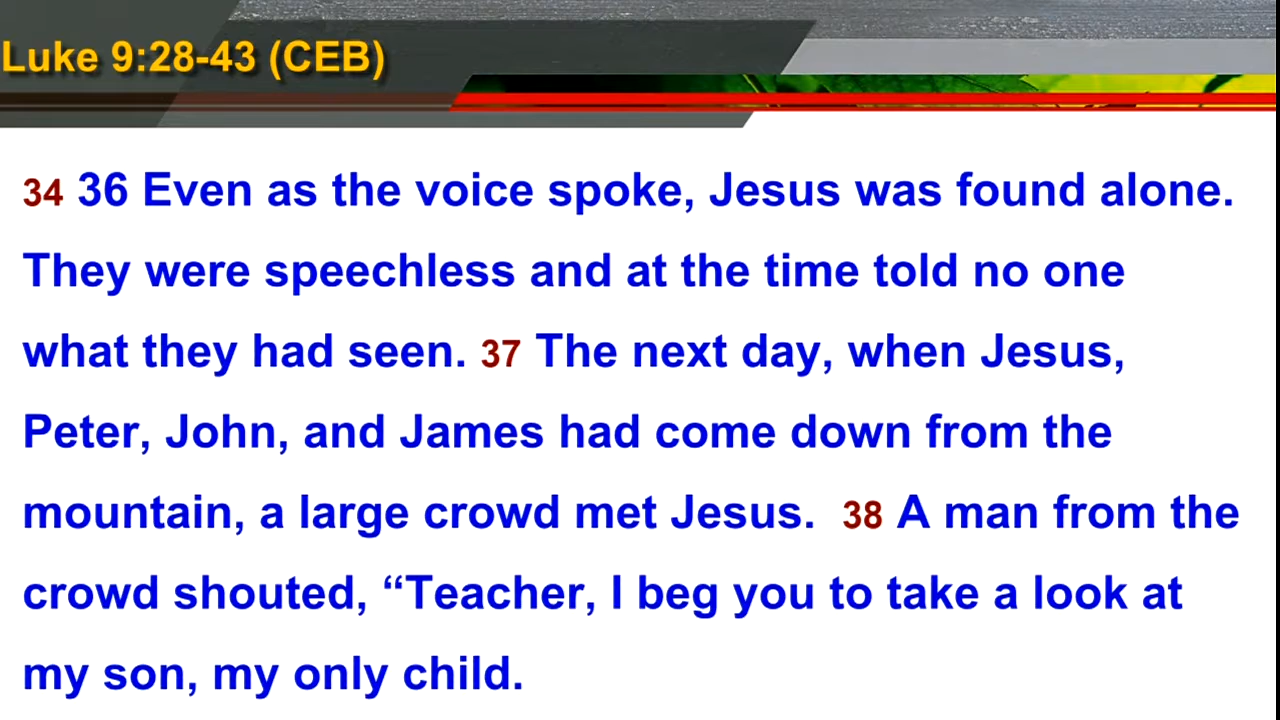 Luke 9:28-43 (CEB)
34 36 Even as the voice spoke, Jesus was found alone.
They were speechless and at the time told no one
what they had seen. 37 The next day, when Jesus,
Peter, John, and James had come down from the
mountain, a large crowd met Jesus.  38 A man from the
crowd shouted, “Teacher, I beg you to take a look at
my son, my only child.